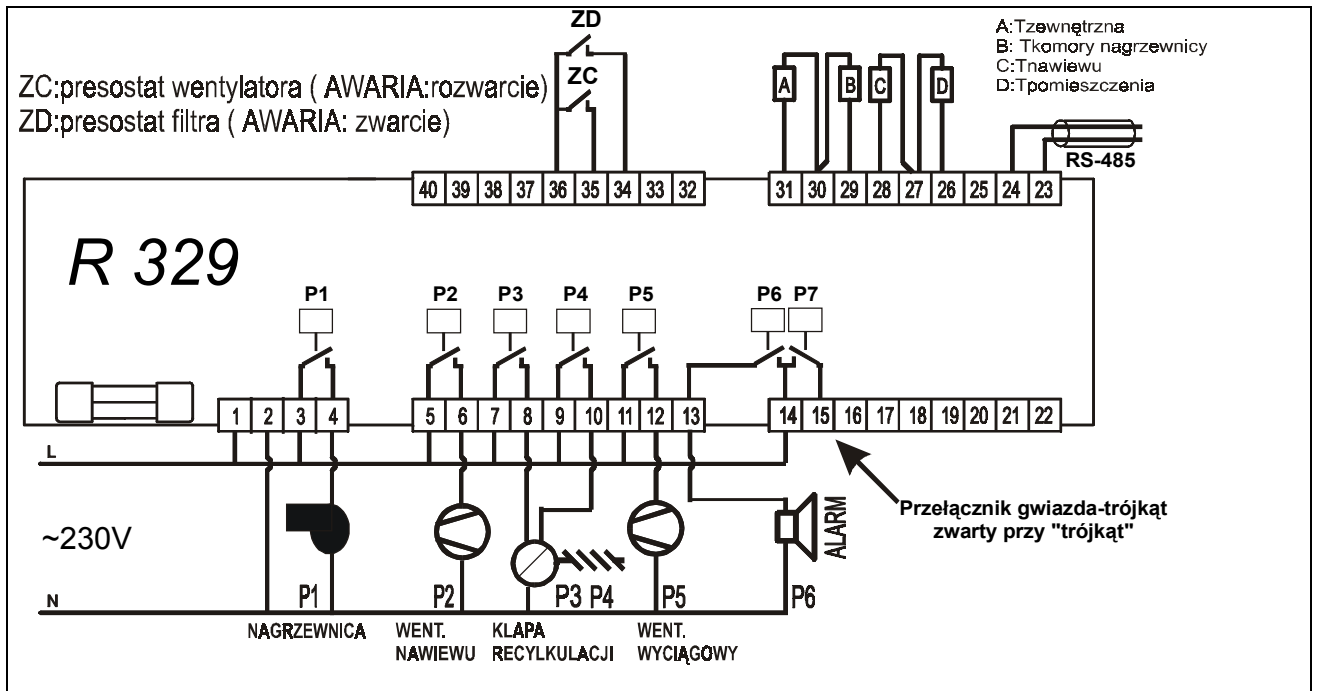 ZD
ZC
ZC:presostat wentylatora ( AWARIA:rozwarcie)
ZD:presostat filtra ( AWARIA: zwarcie)
A:Tzewnętrzna
B: Tkomory nagrzewnicy
C:Tnawiewu
D:Tpomieszczenia
A B C D
RS-485
40 39 38 37 36 35 34 33 32
31 30 29 28 27 26 25 24 23
R 329
P1 P2 P3 P4 P5 P6 P7
1 2 3 4
5 6 7 8 9 10 11 12 13
14 15 16 17 18 19 20 21 22
L
Przełącznik gwiazda-trójkąt
zwarty przy "trójkąt"
ALARM
~230V
N
P1 P2 P3 P4 P5 P6
NAGRZEWNICA
WENT.
NAWIEWU
KLAPA
RECYLKULACJI
WENT.
WYCIĄGOWY